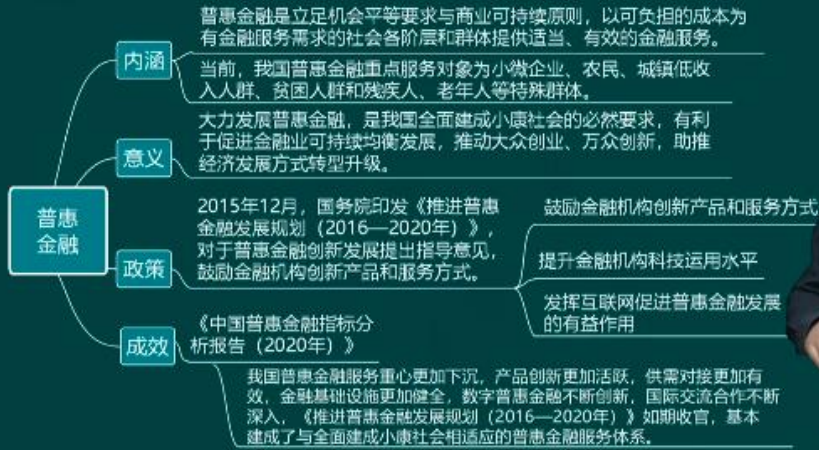 普惠金融是立足机会平等要求与商业可持续原则，以可负担的成本为
有金融服务需求的社会各阶层和群体提供适当、有效的金融服务。
内涵
当前，我国普惠金融重点服务对象为小微企业、农民、城镇低收
入人群、贫困人群和残疾人、老年人等特殊群体。
大力发展普惠金融，是我国全面建成小康社会的必然要求，有利
于促进金融业可持续均衡发展，推动大众创业、万众创新，助推
经济发展方式转型升级。
意义
普惠
金融
2015年12月，国务院印发《推进普惠
金融发展规划（2016—2020年）》，
对于普惠金融创新发展提出指导意见，
鼓励金融机构创新产品和服务方式。
政策
鼓励金融机构创新产品和服务方式
提升金融机构科技运用水平
发挥互联网促进普惠金融发展
的有益作用
成效
《中国普惠金融指标分
析报告（2020年）》
我国普惠金融服务重心更加下沉，产品创新更加活跃，供需对接更加有
效，金融基础设施更加健全，数字普惠金融不断创新，国际交流合作不断
深入，《推进普惠金融发展规划（2016—2020年）》如期收官，基本
建成了与全面建成小康社会相适应的普惠金融服务体系。